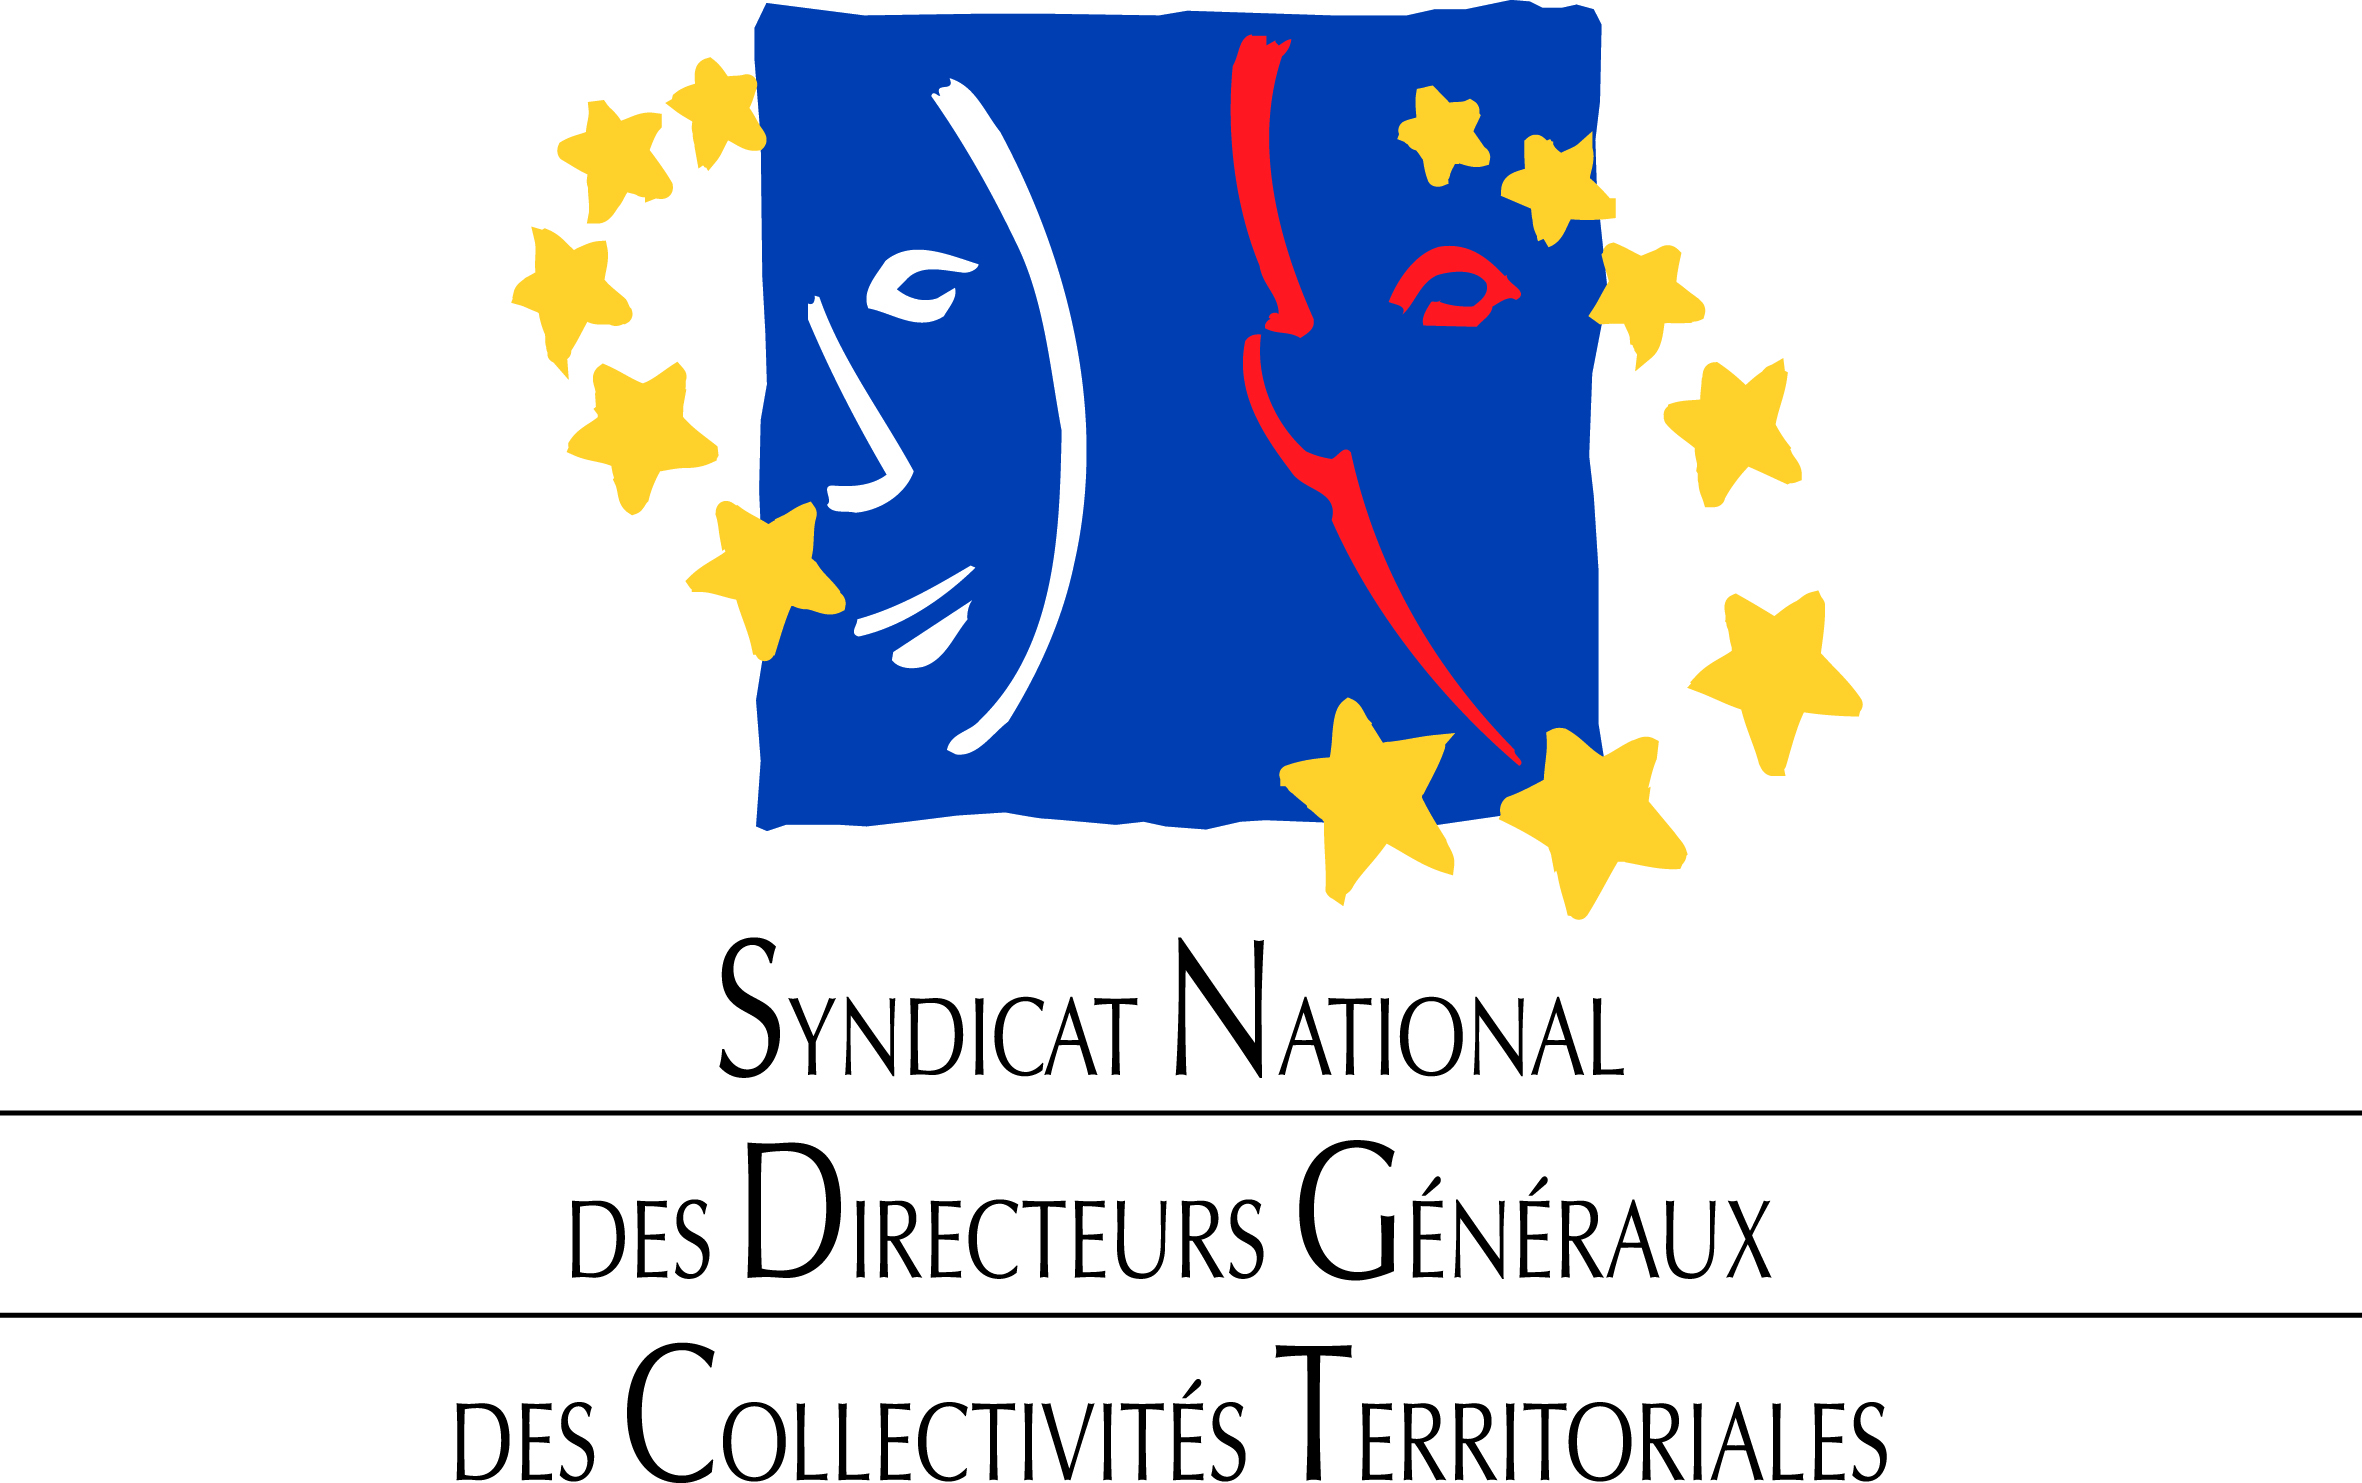 Syndicat National
des Directeurs Généraux
des Collectivités Territoriales